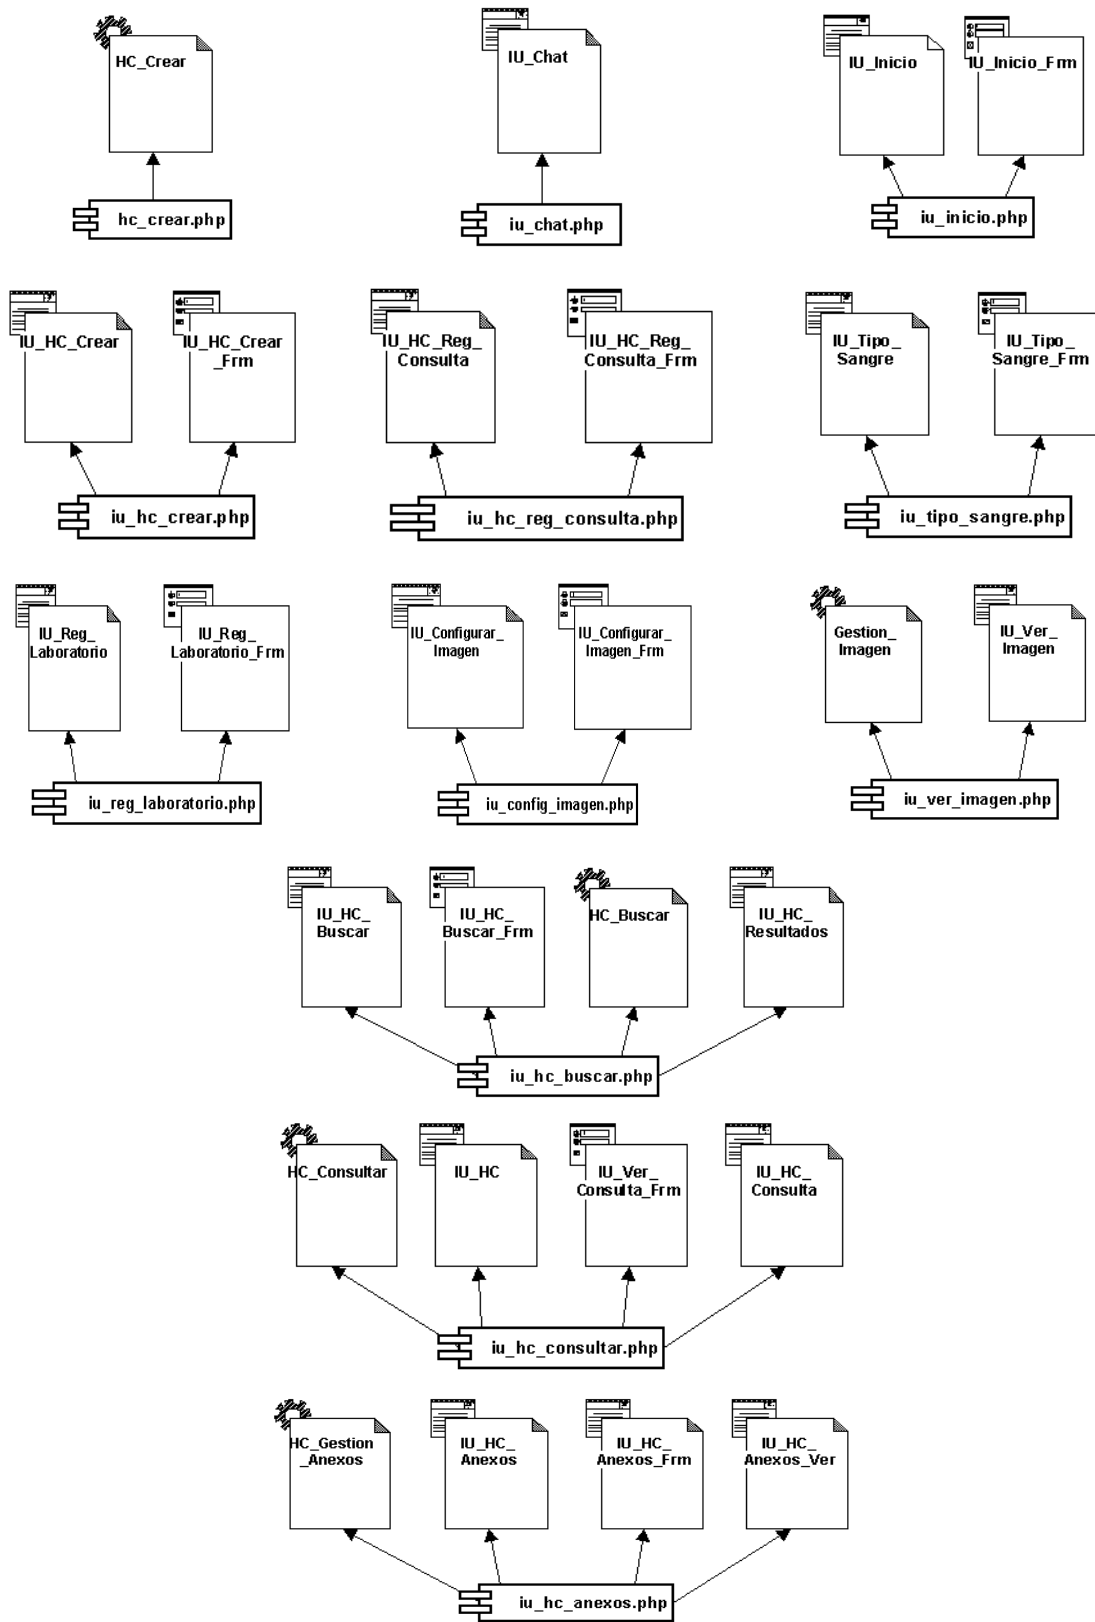 HC_Crear
IU_Chat
IU_Inicio
IU_Inicio_Frm
hc_crear.php
iu_chat.php
iu_inicio.php
IU_HC_Crear
IU_HC_Crear
_Frm
IU_HC_Reg_
Consulta
IU_HC_Reg_
Consulta_Frm
IU_Tipo_
Sangre
IU_Tipo_
Sangre_Frm
iu_hc_crear.php
iu_hc_reg_consulta.php
iu_tipo_sangre.php
IU_Reg_
Laboratorio
IU_Reg_
Laboratorio_Frm
IU_Configurar_
Imagen
IU_Configurar_
Imagen_Frm
Gestion_
Imagen
IU_Ver_
Imagen
iu_reg_laboratorio.php
iu_config_imagen.php
iu_ver_imagen.php
IU_HC_
Buscar
IU_HC_
Buscar_Frm
HC_Buscar
IU_HC_
Resultados
iu_hc_buscar.php
HC_Consultar
IU_HC
IU_Ver_
Consulta_Frm
IU_HC_
Consulta
iu_hc_consultar.php
HC_Gestion
_Anexos
IU_HC_
Anexos
IU_HC_
Anexos_Frm
IU_HC_
Anexos_Ver
iu_hc_anexos.php